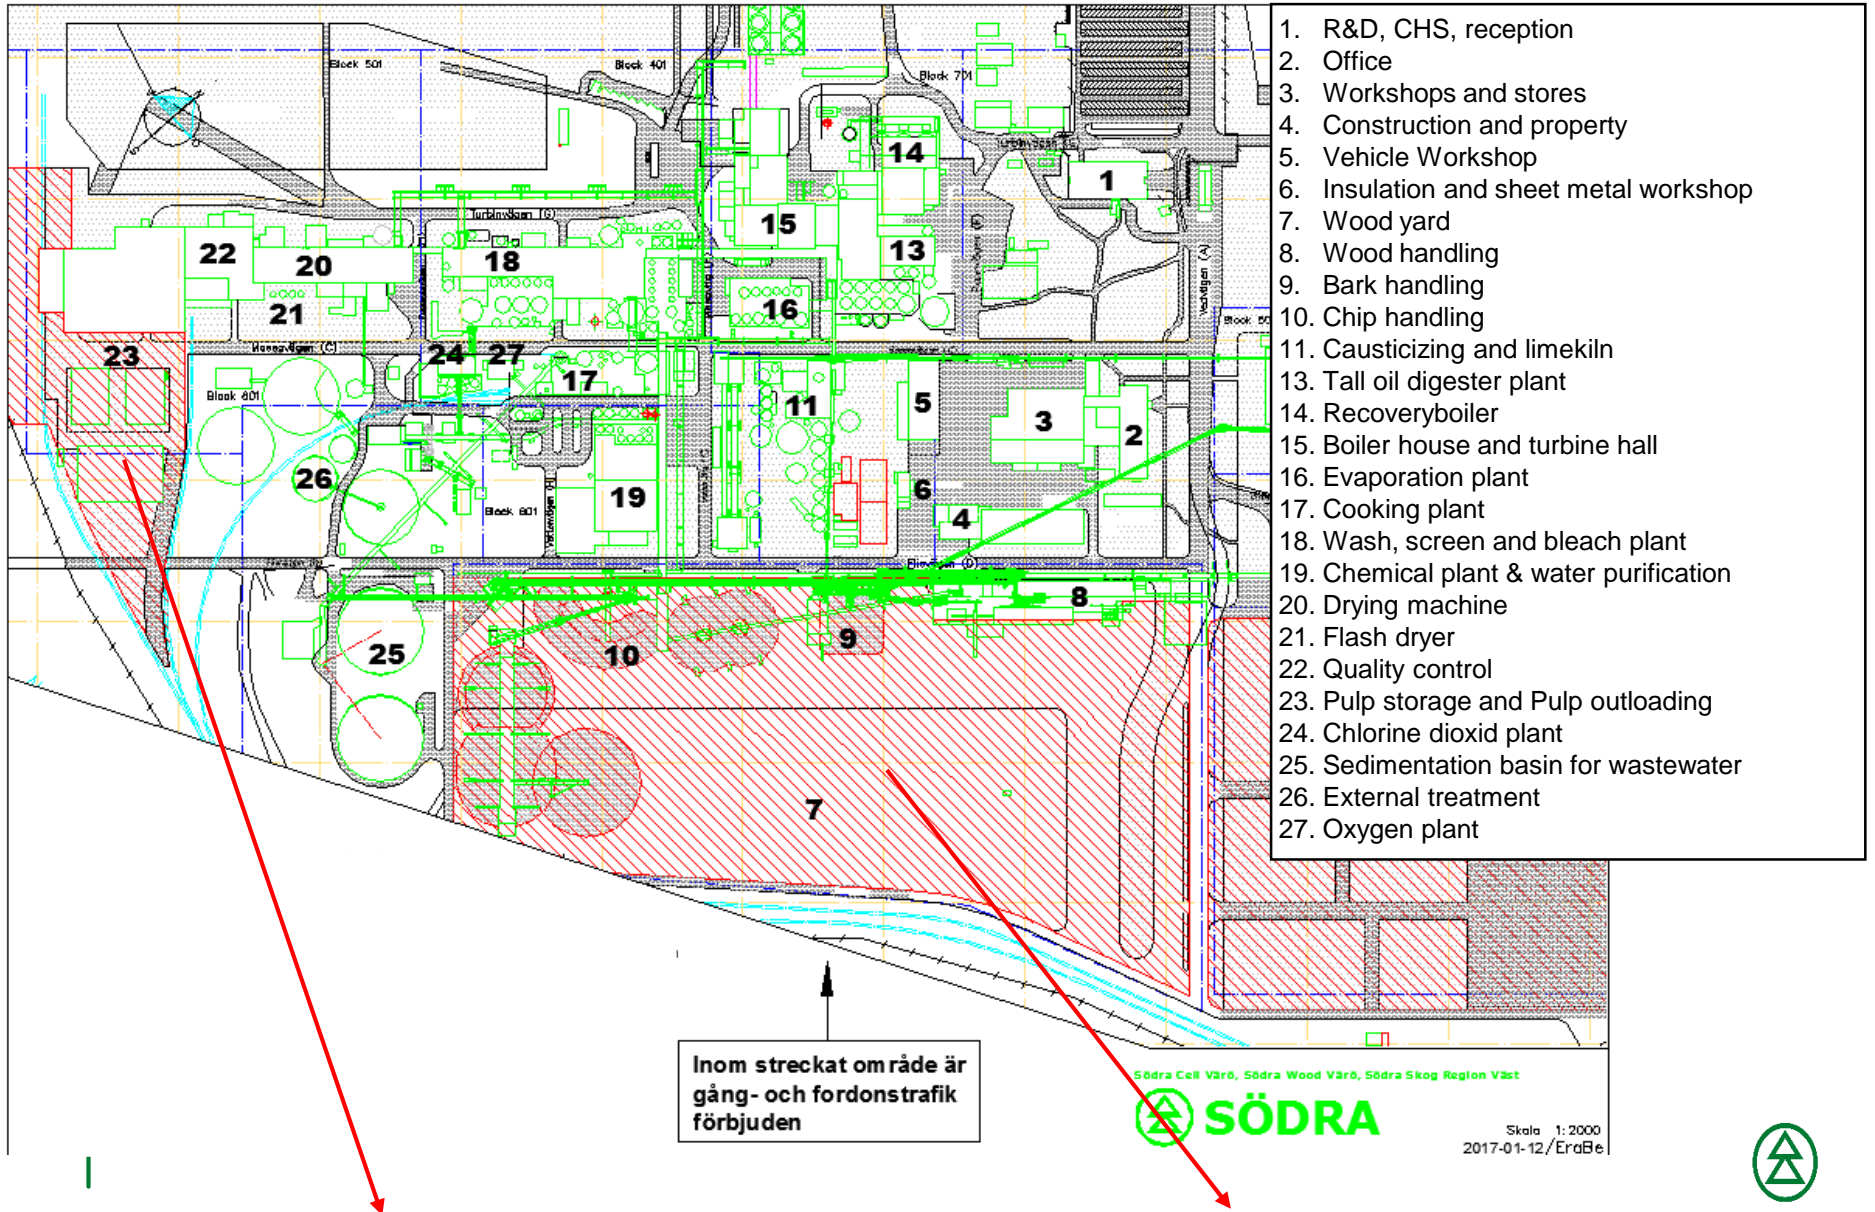 1. R&D, CHS, reception
2. Office
3. Workshops and stores
4. Construction and property
5. Vehicle Workshop
6. Insulation and sheet metal workshop
7. Wood yard
8. Wood handling
9. Bark handling
10. Chip handling
11. Causticizing and limekiln
13. Tall oil digester plant
14. Recoveryboiler
15. Boiler house and turbine hall
16. Evaporation plant
17. Cooking plant
18. Wash, screen and bleach plant
19. Chemical plant & water purification
20. Drying machine
21. Flash dryer
22. Quality control
23. Pulp storage and Pulp outloading
24. Chlorine dioxid plant
25. Sedimentation basin for wastewater
26. External treatment
27. Oxygen plant
Block 501
Block 401
Block 701
14
1
Turbinvägen (G)
15
22
20
18
13
21
16
Massavägen (C)
23
24
27
17
Block 801
11
5
3
2
26
19
Block 601
6
4
8
9
10
25
7
Inom streckat område är
gång- och fordonstrafik
förbjuden
Södra Cell Värö, Södra Wood Värö, Södra Skog Region Väst
SÖDRA
Skala 1:2000
2017-01-12/EraBe